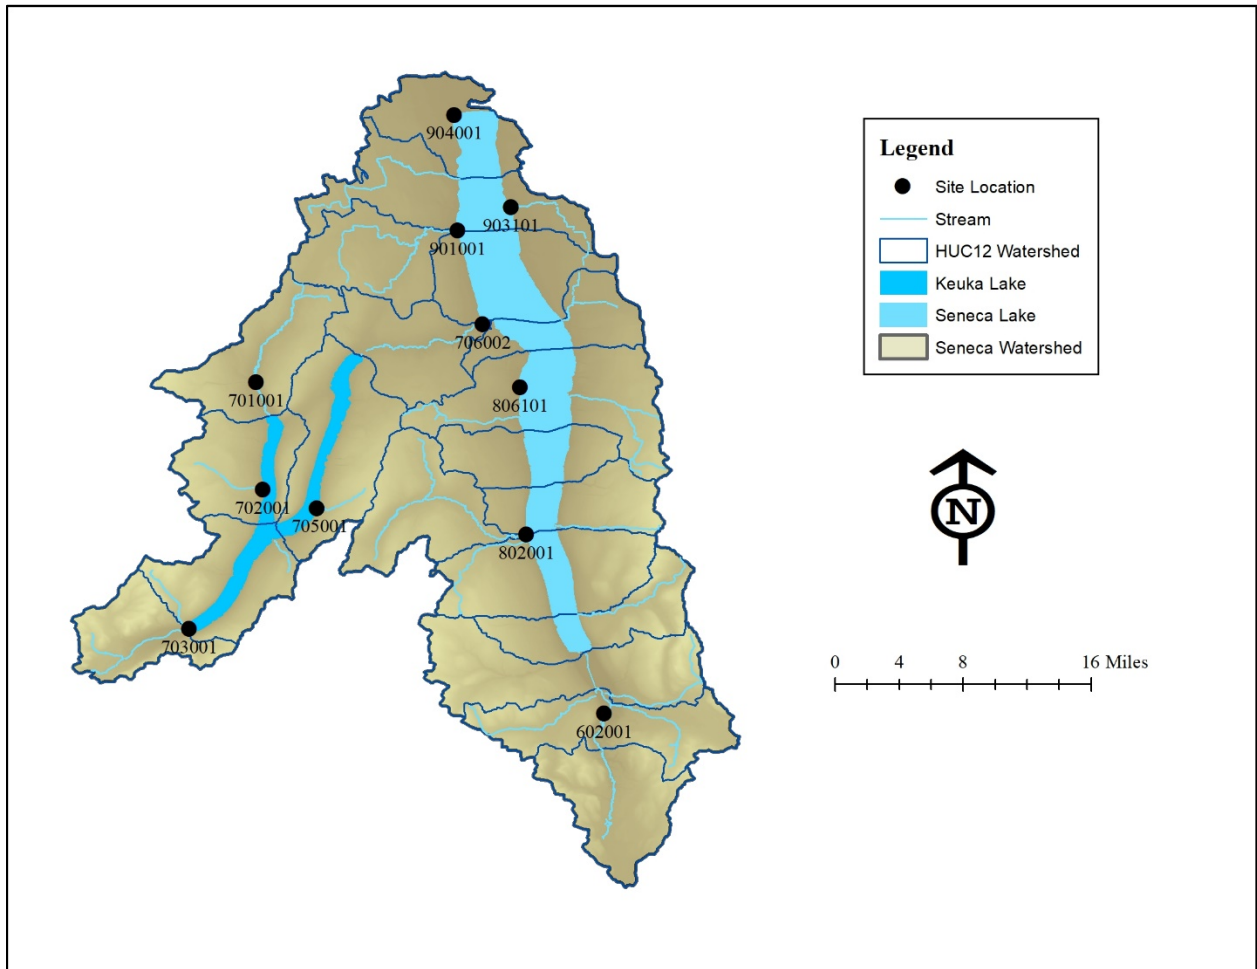 904001
903101
901001
706002
701001
806101
702001
705001
802001
703001
602001
Legend
Site Location
Stream
HUC12 Watershed
Keuka Lake
Seneca Lake
Seneca Watershed
N
0 4 8 16 Miles